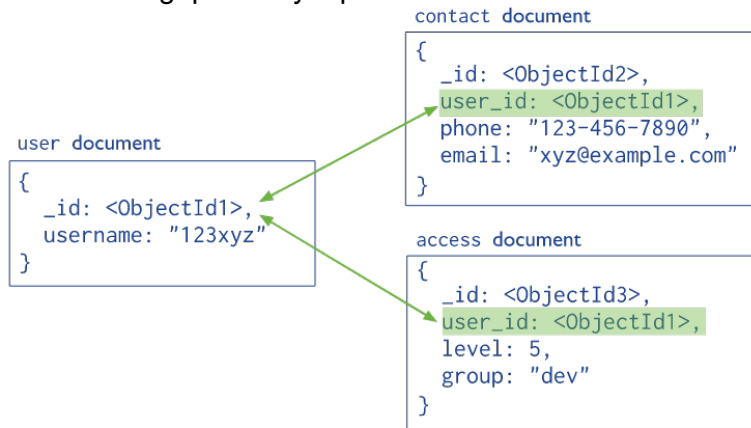 contact document
{
_id: <ObjectId2>,
user_id: <ObjectId1>,
phone: "123-456-7890",
email: "xyz@example.com"
}
user document
{
_id: <ObjectId1>,
username: "123xyz"
}
access document
{
_id: <ObjectId3>,
user_id: <ObjectId1>,
level: 5,
group: "dev"
}